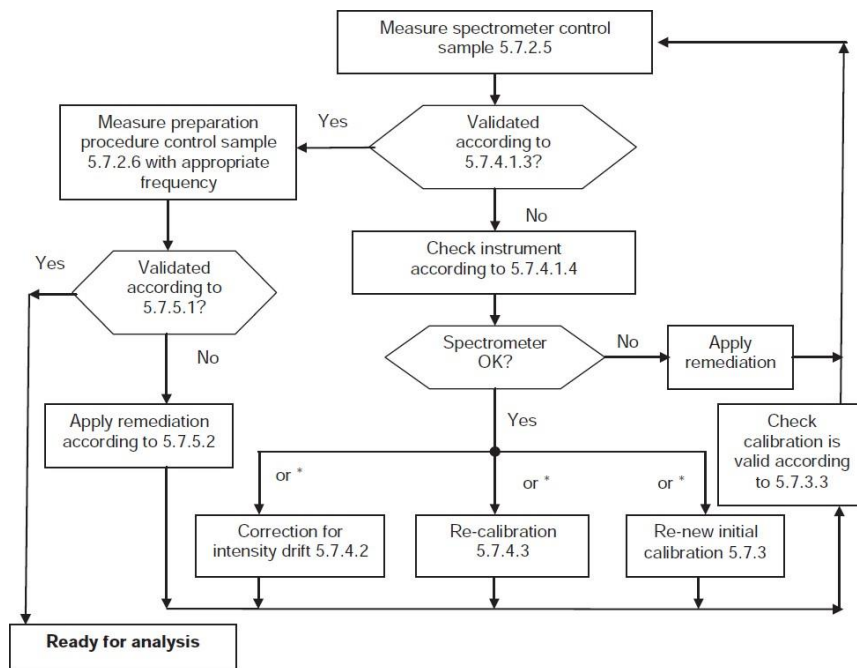 Measure spectrometer control
sample 5.7.2.5
Yes
Measure preparation
procedure control sample
5.7.2.6 with appropriate
frequency
Validated
according to
5.7.4.1.3?
No
Check instrument
according to 5.7.4.1.4
Yes
Validated
according to
5.7.5.1?
No
Spectrometer
OK?
No
Apply
remediation
Apply remediation
according to 5.7.5.2
Yes
Check
calibration is
valid according
to 5.7.3.3
or *
or *
or *
Correction for
intensity drift 5.7.4.2
Re-calibration
5.7.4.3
Re-new initial
calibration 5.7.3
Ready for analysis